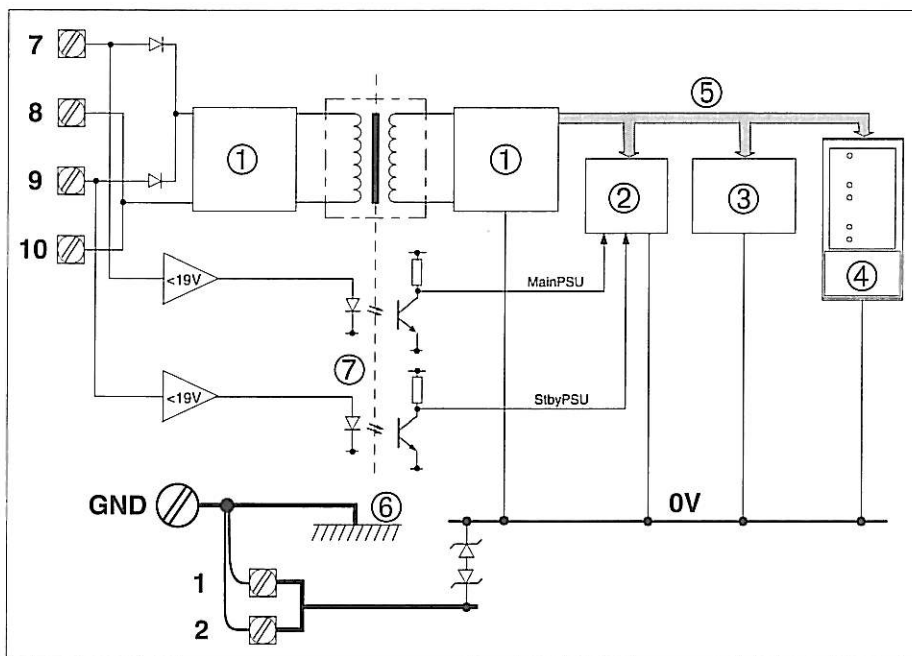 7
8
9
10
①
①
⑤
②
③
④
<19V
MainPSU
⑦
<19V
StbyPSU
GND
⑥
0V
1
2